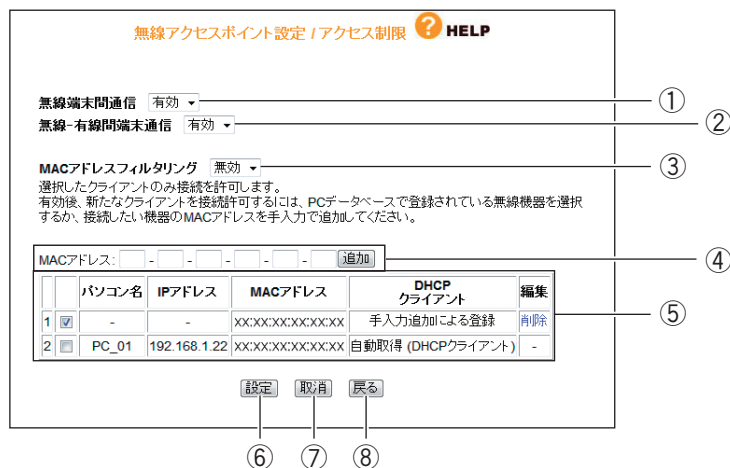 無線アクセスポイント設定 / アクセス制限 ? HELP
無線端末間通信 有効 ①
無線-有線間端末通信 有効 ②
MACアドレスフィルタリング 無効 ③
選択したクライアントのみ接続を許可します。
有効後、新たなクライアントを接続許可するには、PCデータベースで登録されている無線機器を選択
するか、接続したい機器のMACアドレスを手入力で追加してください。
MACアドレス: - - - - - 追加 ④
パソコン名 IPアドレス MACアドレス DHCP クライアント 編集
1 - - XX:XX:XX:XX:XX:XX 手入力追加による登録 削除 ⑤
2 PC_01 192.168.1.22 XX:XX:XX:XX:XX:XX 自動取得 (DHCPクライアント) -
設定 取消 戻る
⑥ ⑦ ⑧